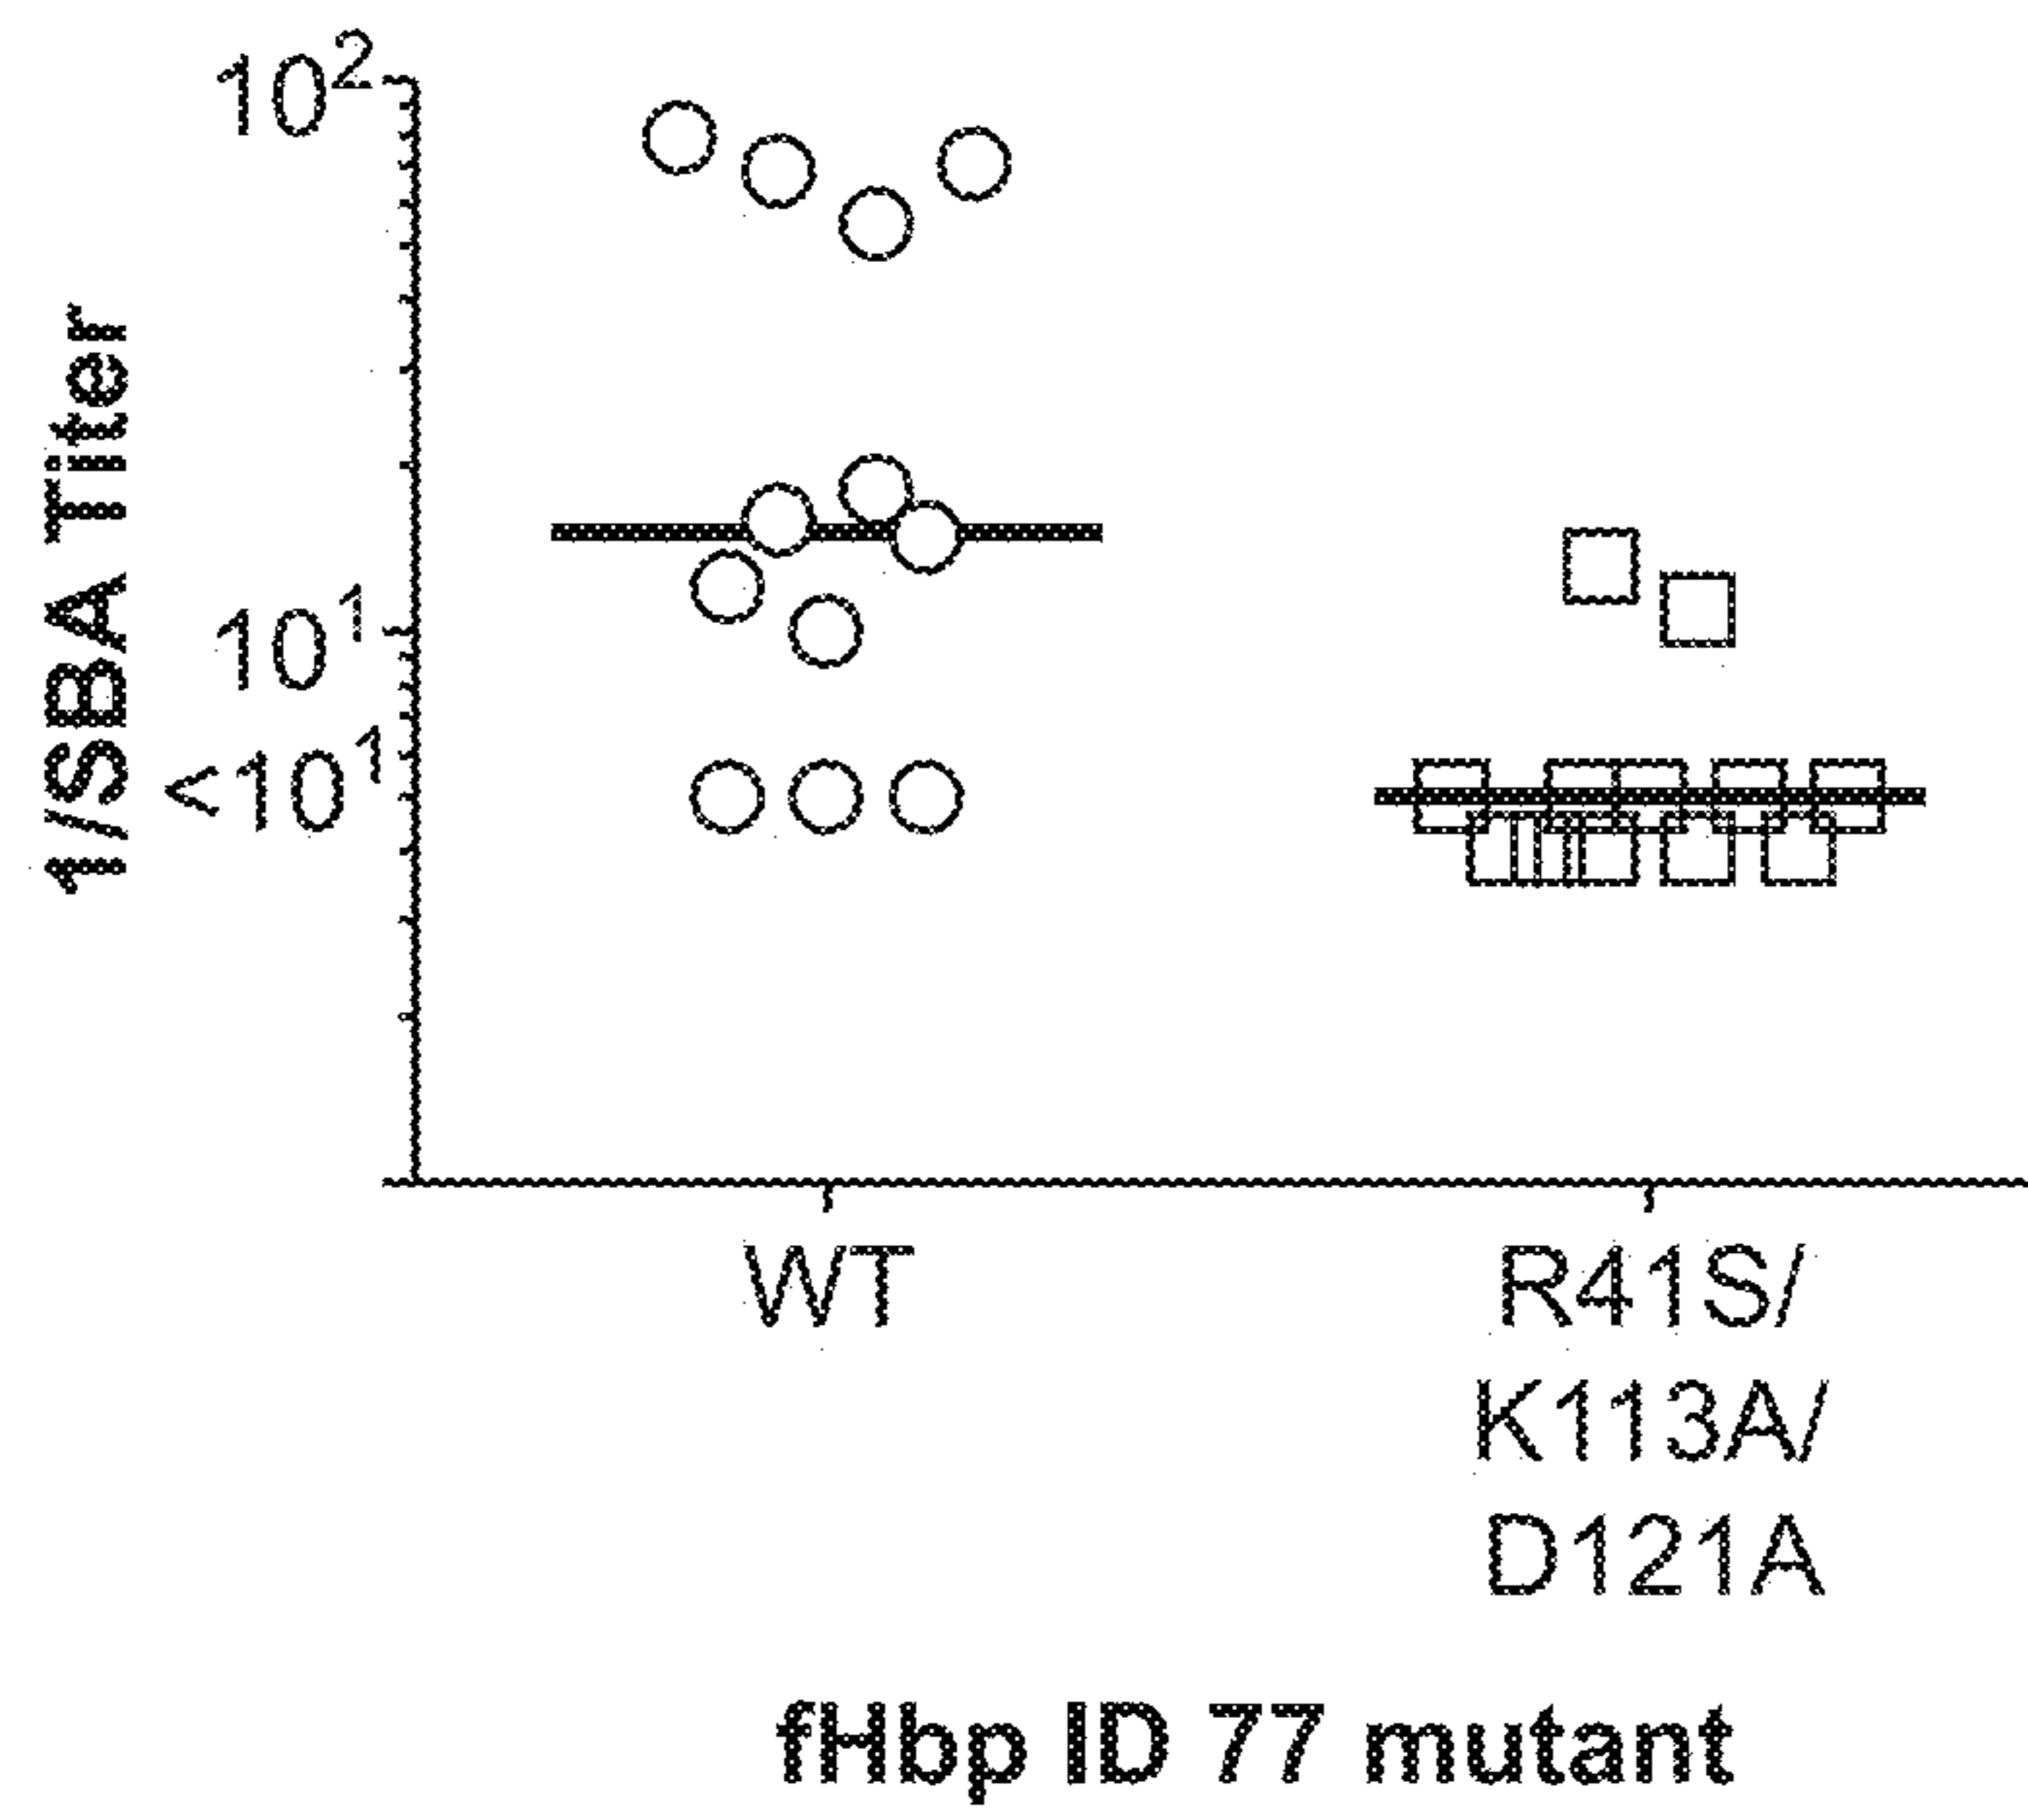 10²
1/SBA Titer
10¹
<10¹
WT
R41S/
K113A/
D121A
fHbp ID 77 mutant